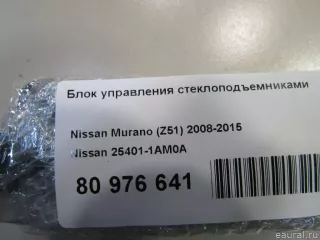 Блок управления стеклоподъемниками
Nissan Murano (Z51) 2008-2015
Nissan 25401-1AM0A
80 976 641
eaural.ru